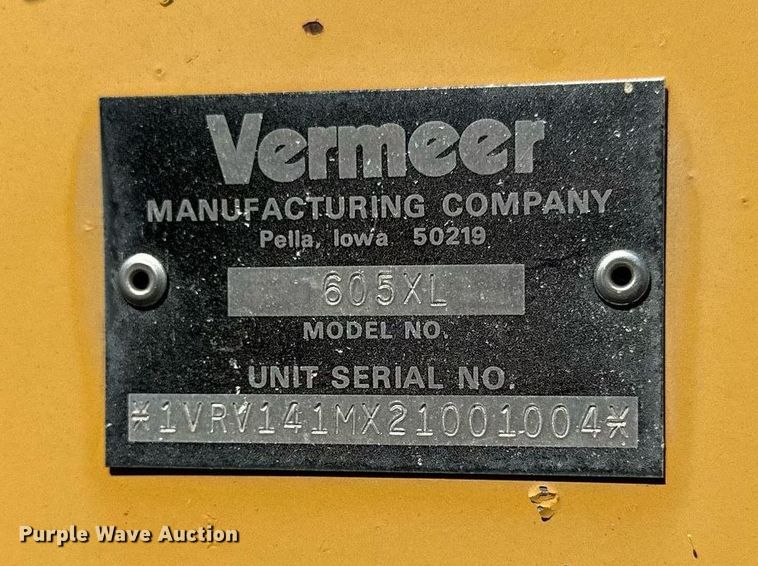 Vermeer
MANUFACTURING COMPANY
Pella, Iowa 50219
605XL
MODEL NO.
UNIT SERIAL NO.
*1VRV141MX21001004*
Purple Wave Auction